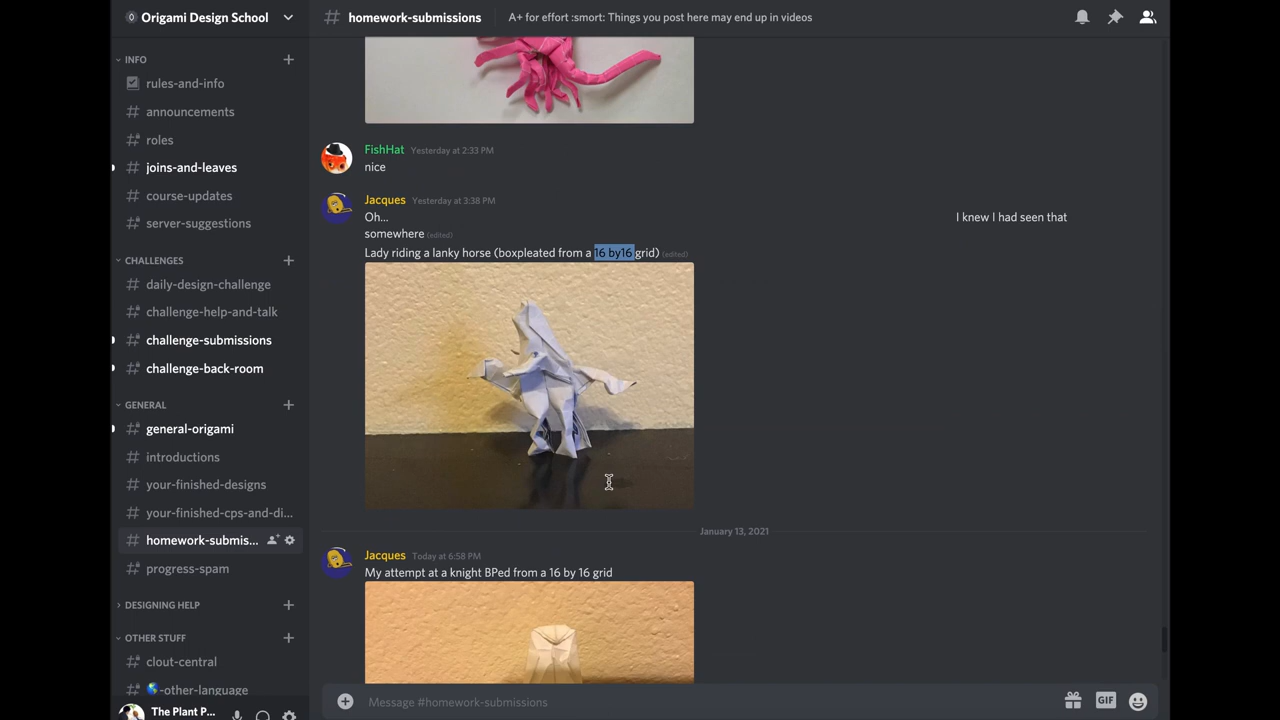 Origami Design School
# homework-submissions
A+ for effort :smort: Things you post here may end up in videos
INFO
rules-and-info
announcements
roles
joins-and-leaves
course-updates
server-suggestions
CHALLENGES
daily-design-challenge
challenge-help-and-talk
challenge-submissions
challenge-back-room
GENERAL
general-origami
introductions
your-finished-designs
your-finished-cps-and-di...
homework-submis...
progress-spam
DESIGNING HELP
OTHER STUFF
clout-central
-other-language
The Plant P...
FishHat Yesterday at 2:33 PM
nice
Jacques Yesterday at 3:38 PM
Oh... I knew I had seen that
somewhere (edited)
Lady riding a lanky horse (boxpleated from a 16 by16 grid) (edited)
January 13, 2021
Jacques Today at 6:58 PM
My attempt at a knight BPed from a 16 by 16 grid
Message #homework-submissions
GIF